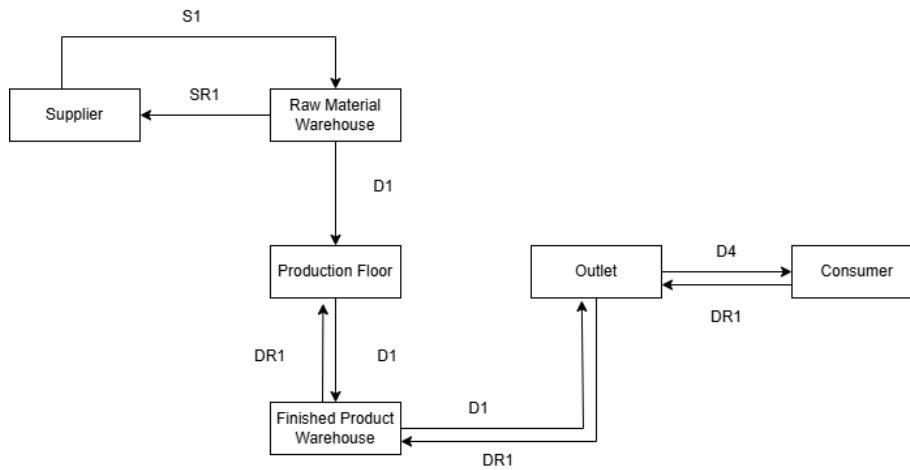 S1
Supplier
SR1
Raw Material
Warehouse
D1
Production Floor
Outlet
D4
Consumer
DR1
DR1
D1
Finished Product
Warehouse
D1
DR1